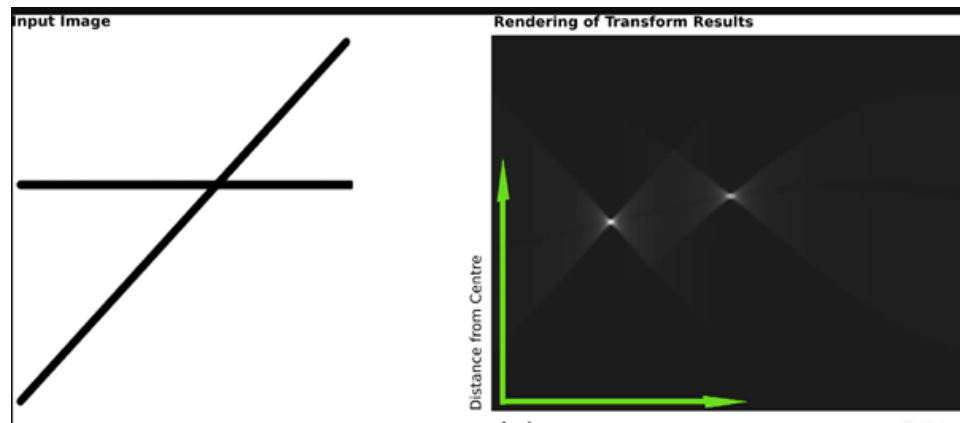 Input Image
Rendering of Transform Results
Distance from Centre